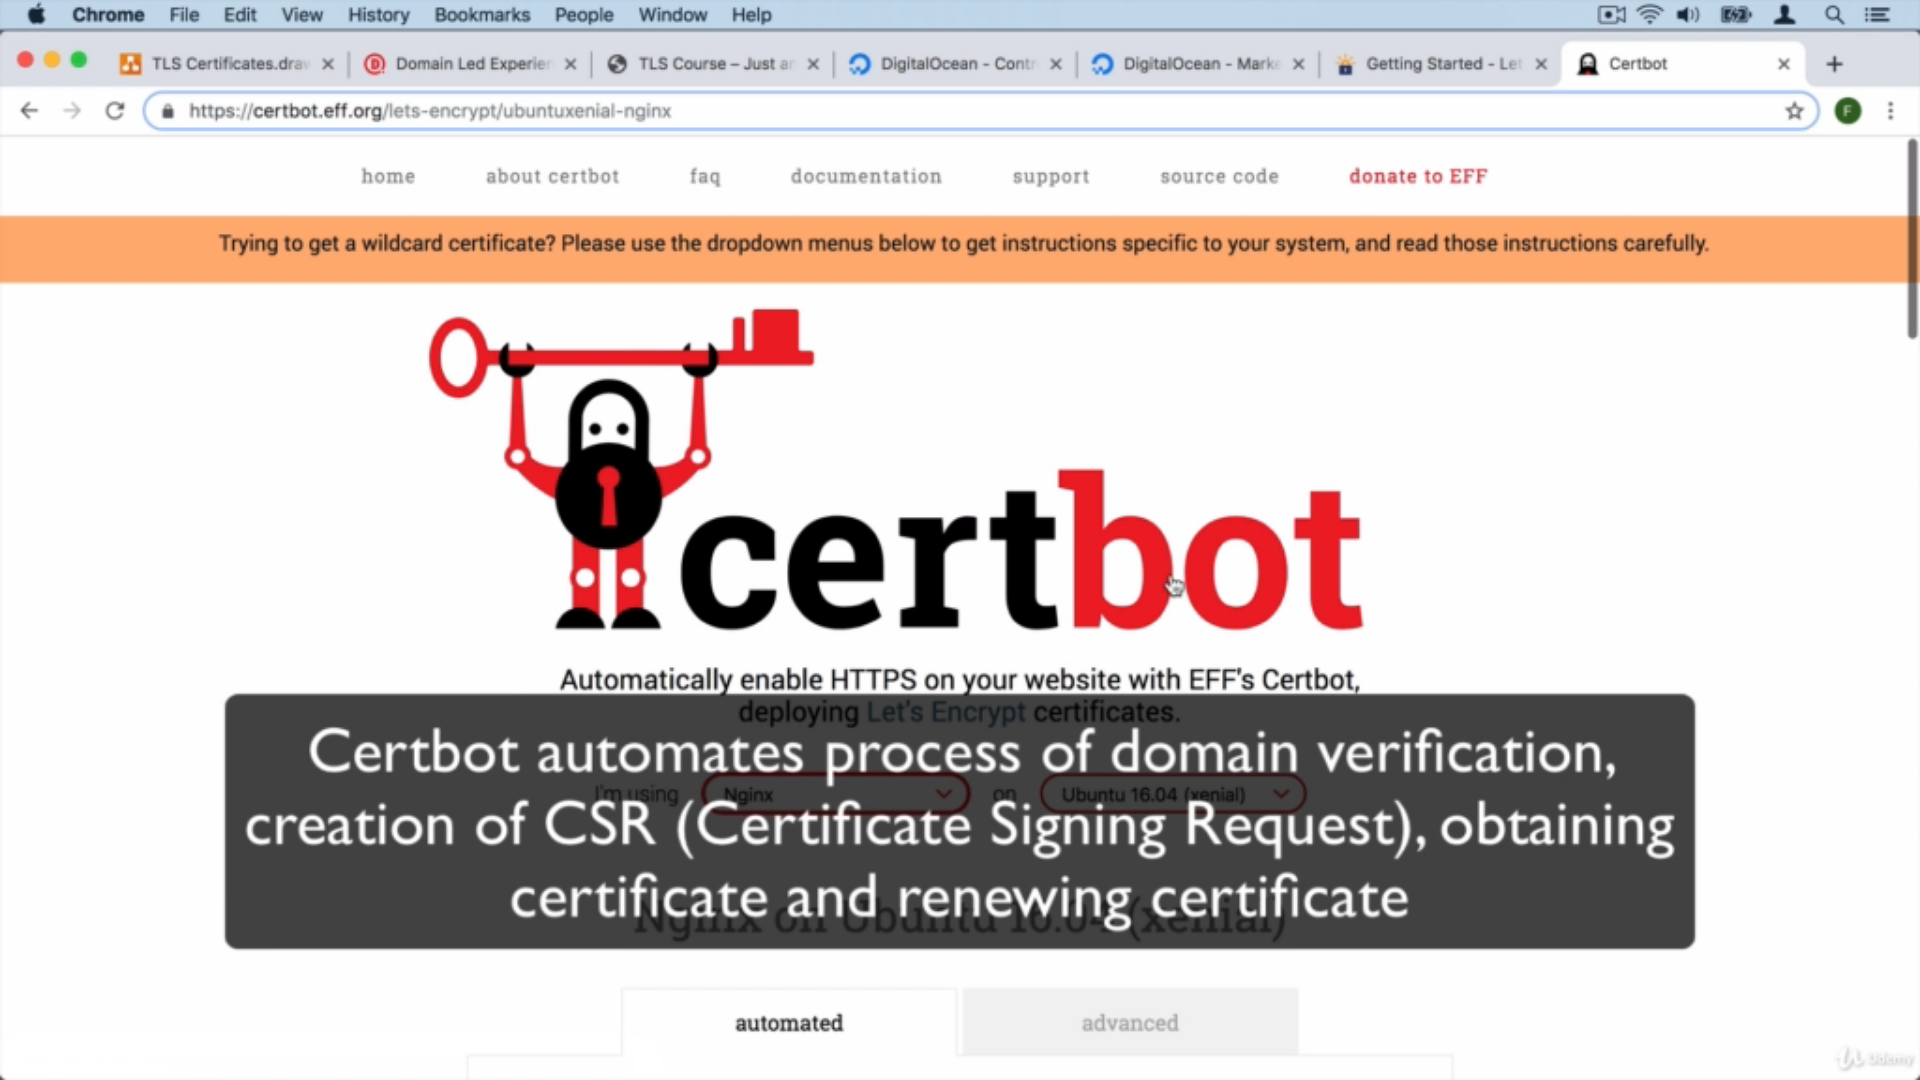 Chrome File Edit View History Bookmarks People Window Help
TLS Certificates.draw Domain Led Experien TLS Course – Just an DigitalOcean - Contr DigitalOcean - Marke Getting Started - Let Certbot
https://certbot.eff.org/lets-encrypt/ubuntuxenial-nginx F
home about certbot faq documentation support source code donate to EFF
Trying to get a wildcard certificate? Please use the dropdown menus below to get instructions specific to your system, and read those instructions carefully.
certbot
Automatically enable HTTPS on your website with EFF's Certbot,
deploying Let's Encrypt certificates.
Certbot automates process of domain verification,
I'm using Nginx on Ubuntu 16.04 (xenial)
creation of CSR (Certificate Signing Request), obtaining
certificate and renewing certificate
Nginx on Ubuntu 16.04 (xenial)
automated advanced
Udemy